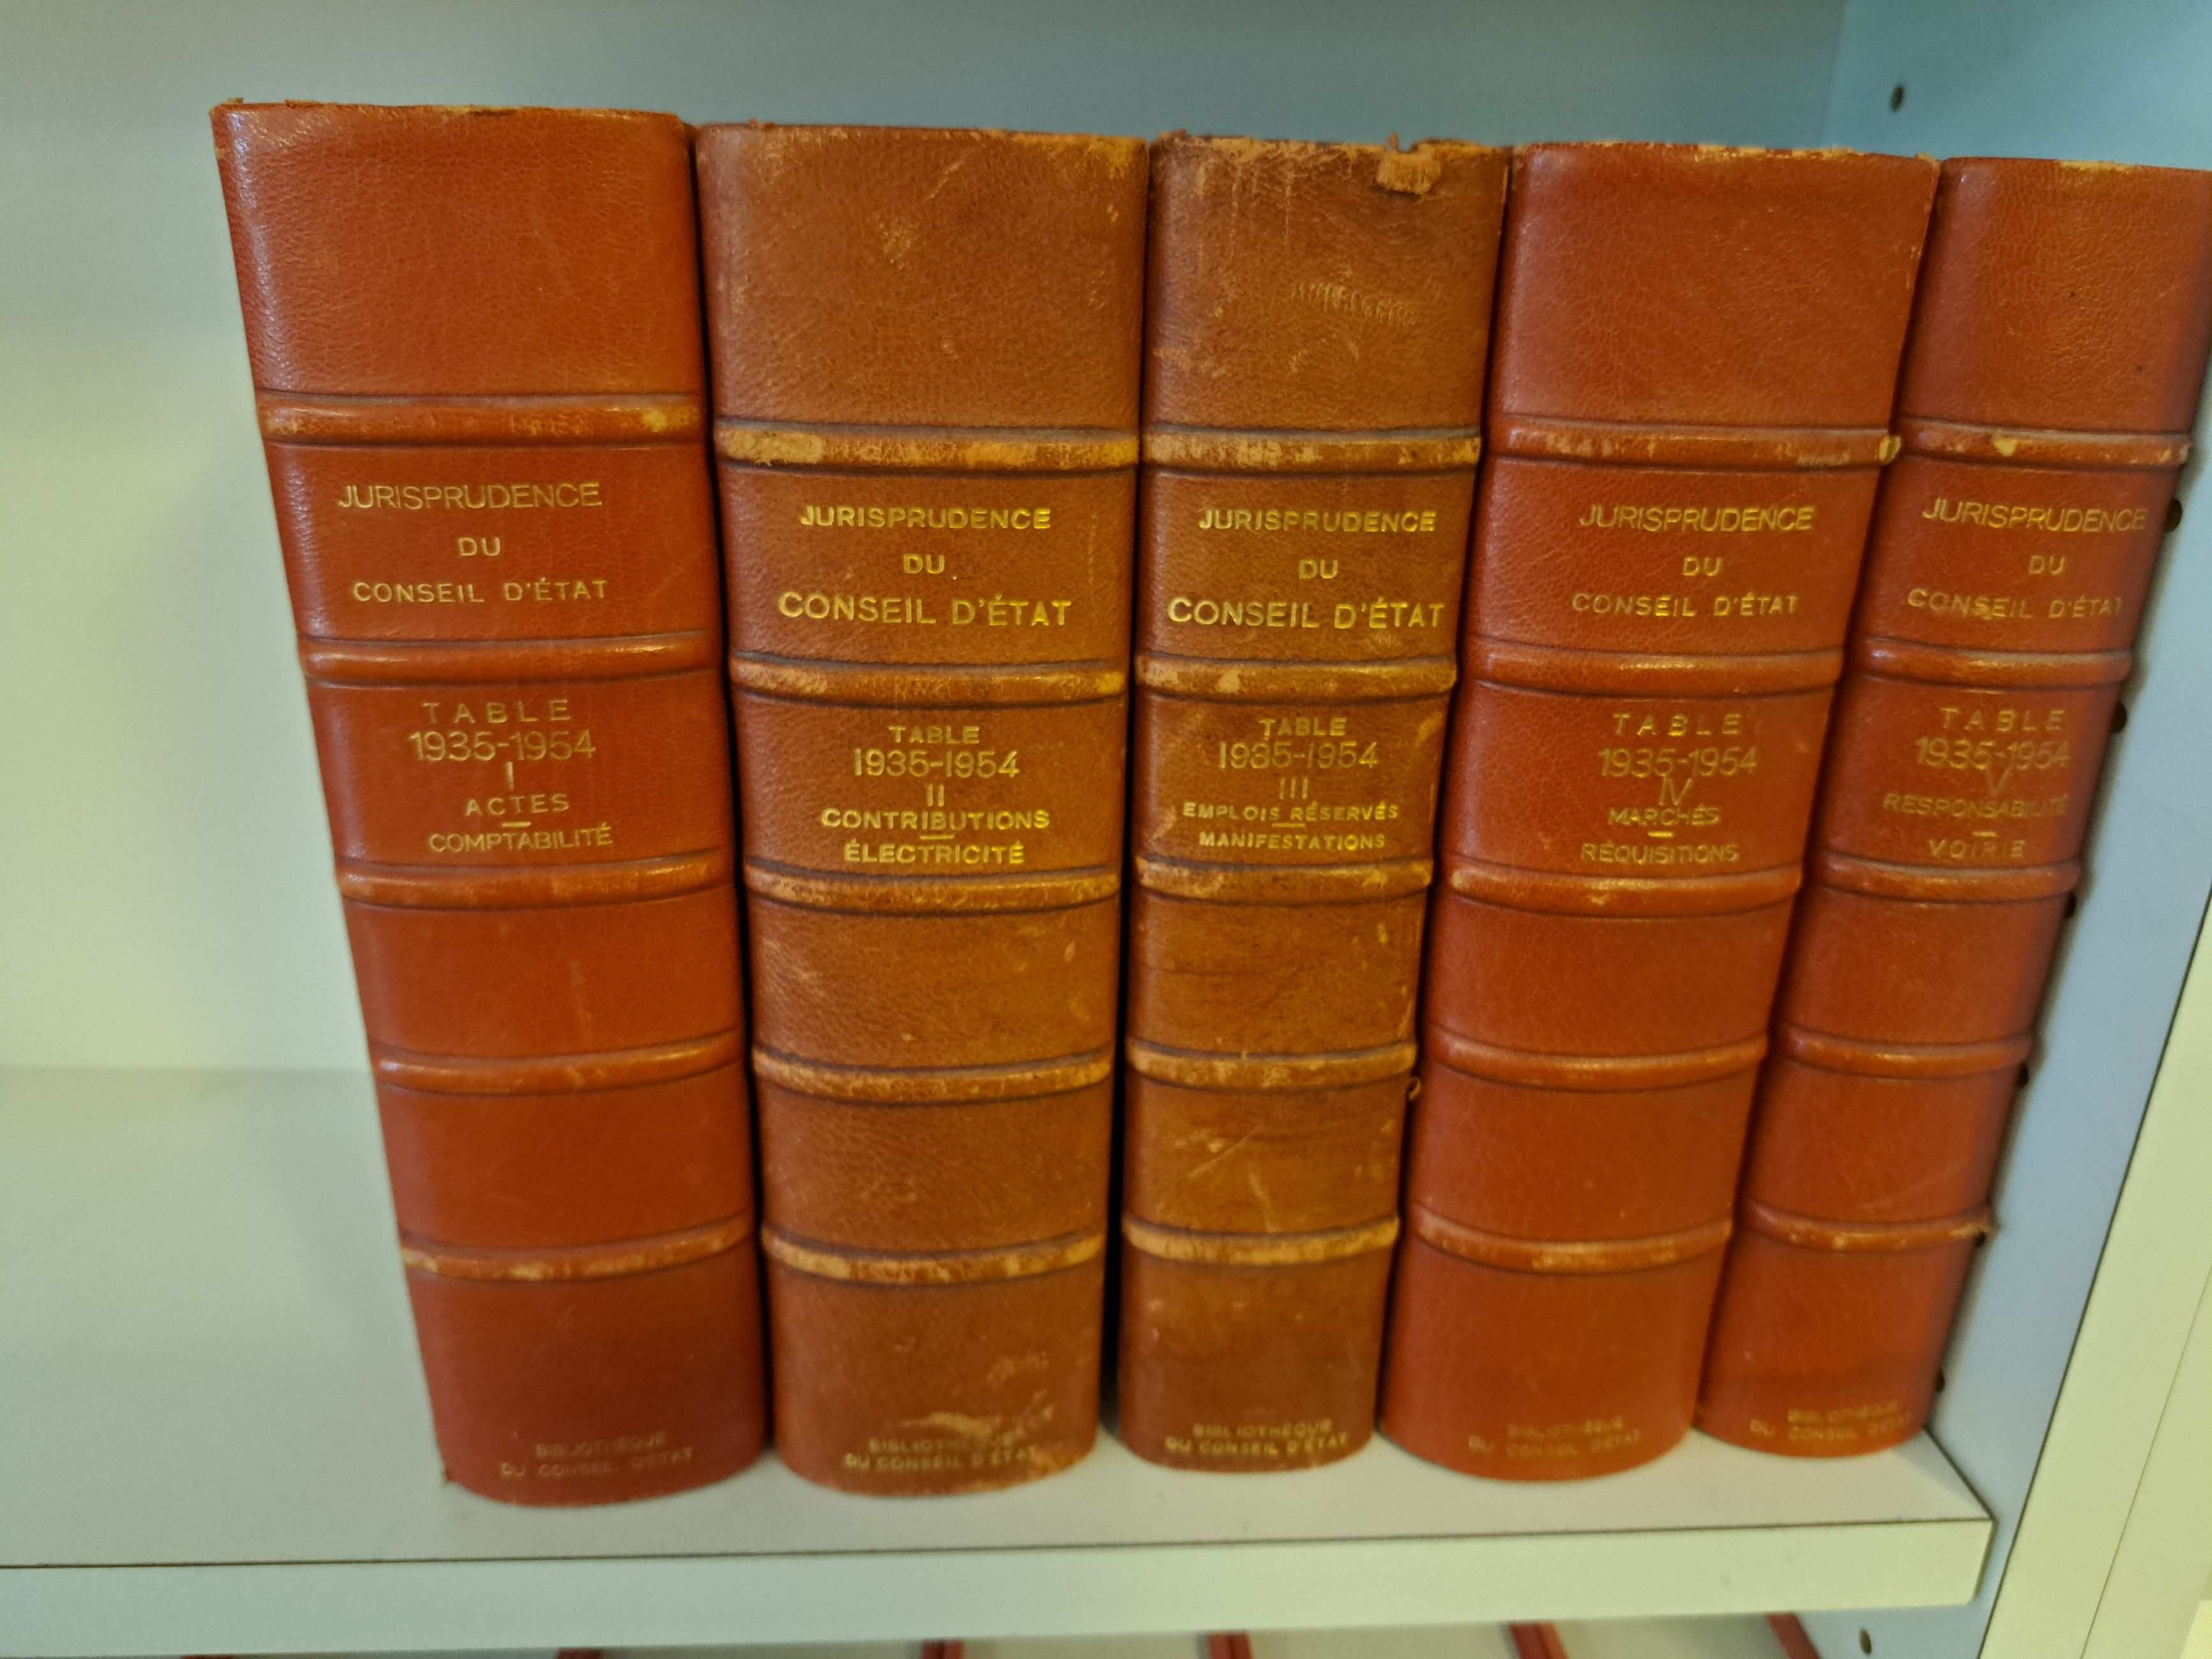 JURISPRUDENCE
DU
CONSEIL D'ÉTAT
TABLE
1935-1954
I
ACTES
COMPTABILITÉ
BIBLIOTHÈQUE
DU CONSEIL D'ÉTAT
JURISPRUDENCE
DU
CONSEIL D'ÉTAT
TABLE
1935-1954
II
CONTRIBUTIONS
ÉLECTRICITÉ
BIBLIOTHÈQUE
DU CONSEIL D'ÉTAT
JURISPRUDENCE
DU
CONSEIL D'ÉTAT
TABLE
1935-1954
III
EMPLOIS RÉSERVÉS
MANIFESTATIONS
BIBLIOTHÈQUE
DU CONSEIL D'ÉTAT
JURISPRUDENCE
DU
CONSEIL D'ÉTAT
TABLE
1935-1954
IV
MARCHÉS
RÉQUISITIONS
BIBLIOTHÈQUE
DU CONSEIL D'ÉTAT
JURISPRUDENCE
DU
CONSEIL D'ÉTAT
TABLE
1935-1954
V
RESPONSABILITÉ
VOIRIE
BIBLIOTHÈQUE
DU CONSEIL D'ÉTAT